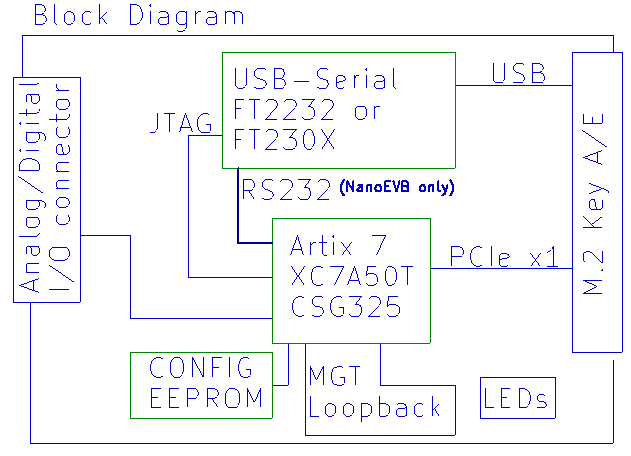 Block Diagram
USB-Serial
FT2232 or
FT230X
USB
JTAG
Analog/Digital
I/O connector
M.2 Key A/E
RS232 (NanoEVB only)
Artix 7
XC7A50T
CSG325
PCIe x1
CONFIG
EEPROM
MGT
Loopback
LEDs